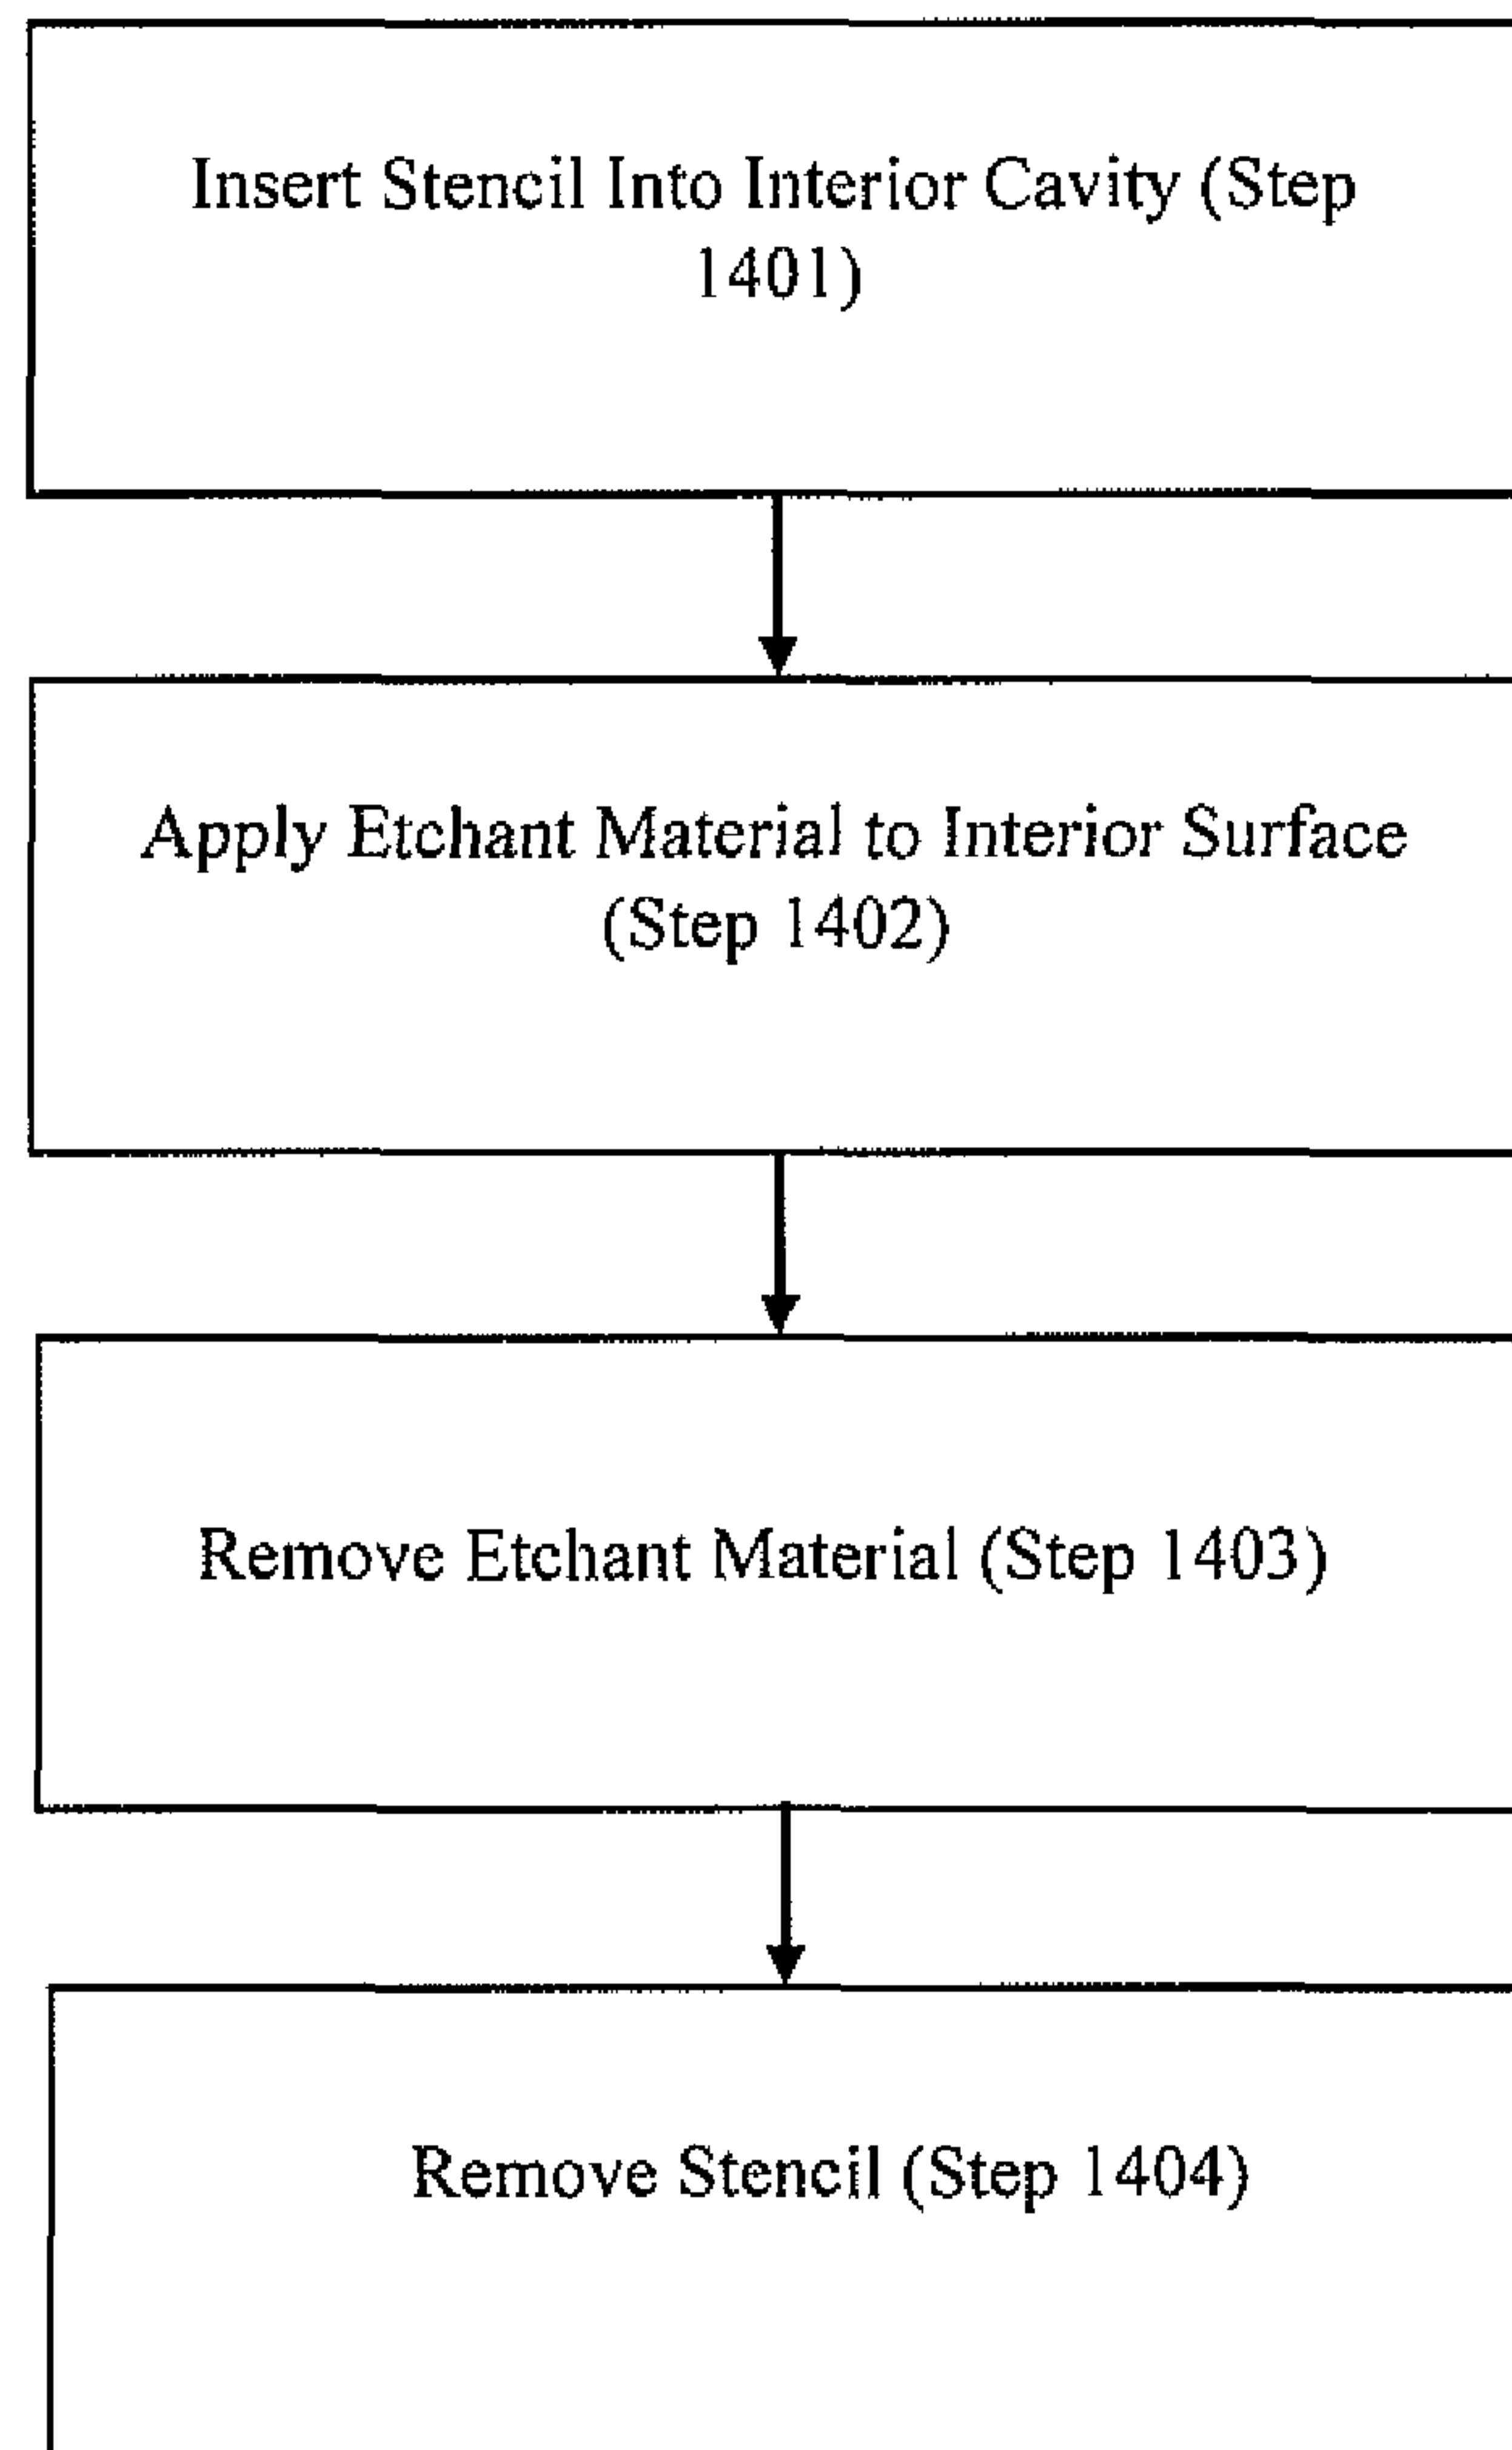 Insert Stencil Into Interior Cavity (Step
1401)
Apply Etchant Material to Interior Surface
(Step 1402)
Remove Etchant Material (Step 1403)
Remove Stencil (Step 1404)